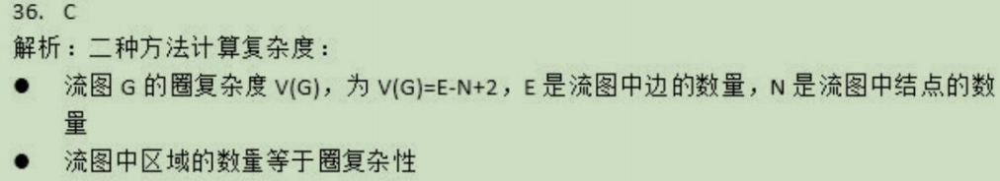 36. C
解析：二种方法计算复杂度：
● 流图 G 的圈复杂度 V(G)，为 V(G)=E-N+2，E 是流图中边的数量，N 是流图中结点的数
量
● 流图中区域的数量等于圈复杂性